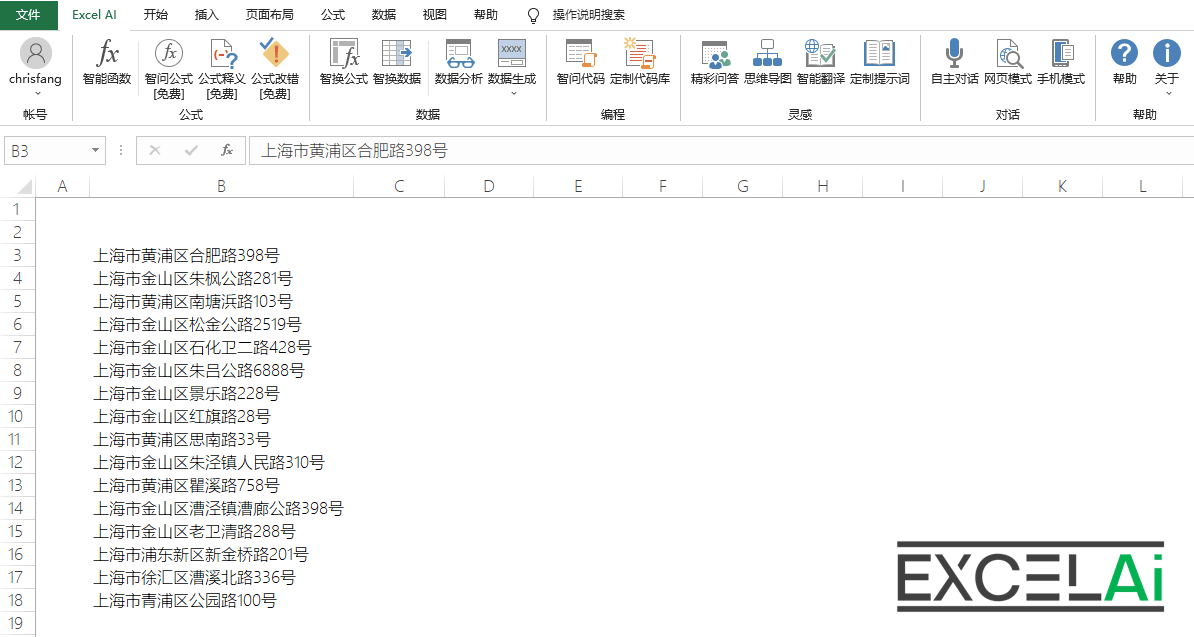 文件 Excel AI 开始 插入 页面布局 公式 数据 视图 帮助 操作说明搜索
chrisfang 智能函数 智问公式 公式释义 公式改错 智换公式 智换数据 数据分析 数据生成 智问代码 定制代码库 精彩问答 思维导图 智能翻译 定制提示词 自主对话 网页模式 手机模式 帮助 关于
[免费] [免费] [免费]
帐号 公式 数据 编程 灵感 对话 帮助
B3 fx 上海市黄浦区合肥路398号
A B C D E F G H I J K L
1
2
3 上海市黄浦区合肥路398号
4 上海市金山区朱枫公路281号
5 上海市黄浦区南塘浜路103号
6 上海市金山区松金公路2519号
7 上海市金山区石化卫二路428号
8 上海市金山区朱吕公路6888号
9 上海市金山区景乐路228号
10 上海市金山区红旗路28号
11 上海市黄浦区思南路33号
12 上海市金山区朱泾镇人民路310号
13 上海市黄浦区瞿溪路758号
14 上海市金山区漕泾镇漕廊公路398号
15 上海市金山区老卫清路288号
16 上海市浦东新区新金桥路201号
17 上海市徐汇区漕溪北路336号
18 上海市青浦区公园路100号
19
EXCELAi